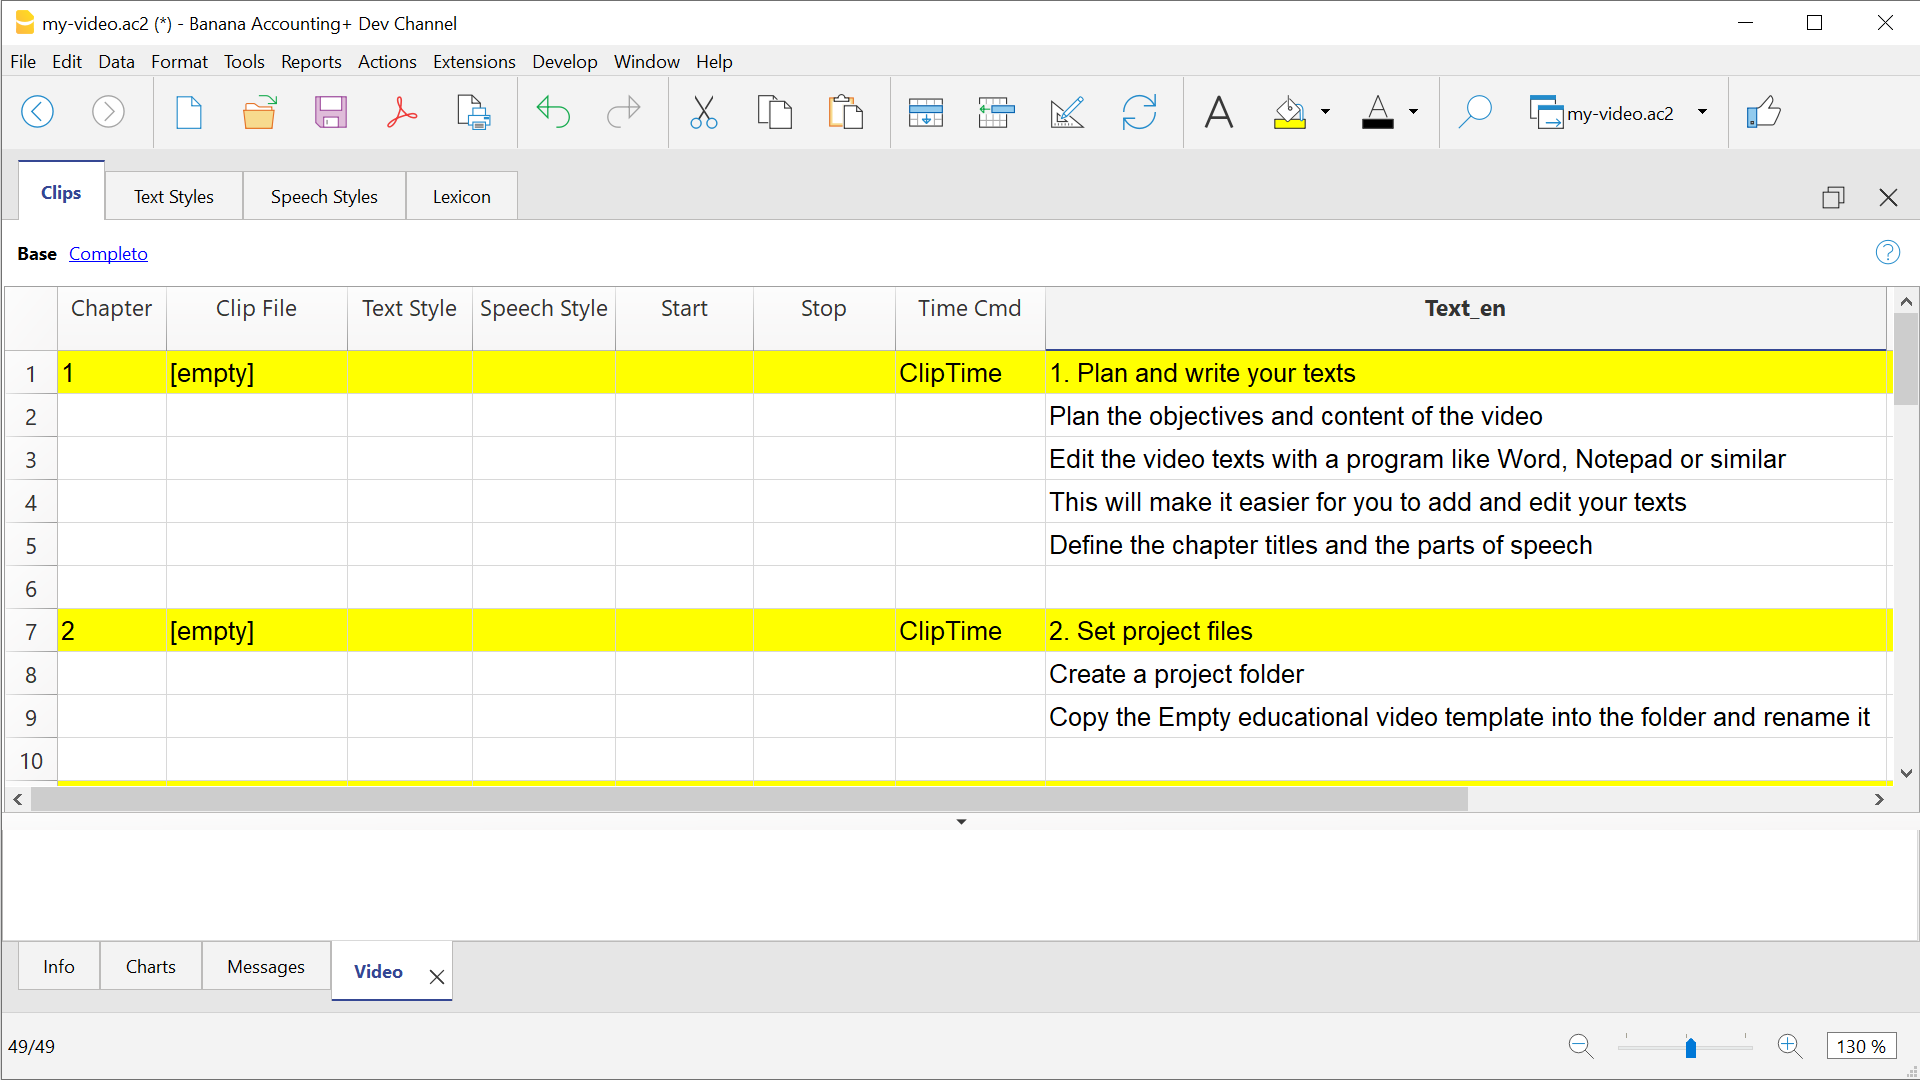 my-video.ac2 (*) - Banana Accounting+ Dev Channel
File Edit Data Format Tools Reports Actions Extensions Develop Window Help
A A my-video.ac2
Clips Text Styles Speech Styles Lexicon
Base Completo ?
Chapter Clip File Text Style Speech Style Start Stop Time Cmd Text_en
1 1 [empty] ClipTime 1. Plan and write your texts
2 Plan the objectives and content of the video
3 Edit the video texts with a program like Word, Notepad or similar
4 This will make it easier for you to add and edit your texts
5 Define the chapter titles and the parts of speech
6
7 2 [empty] ClipTime 2. Set project files
8 Create a project folder
9 Copy the Empty educational video template into the folder and rename it
10
Info Charts Messages Video
49/49 130 %